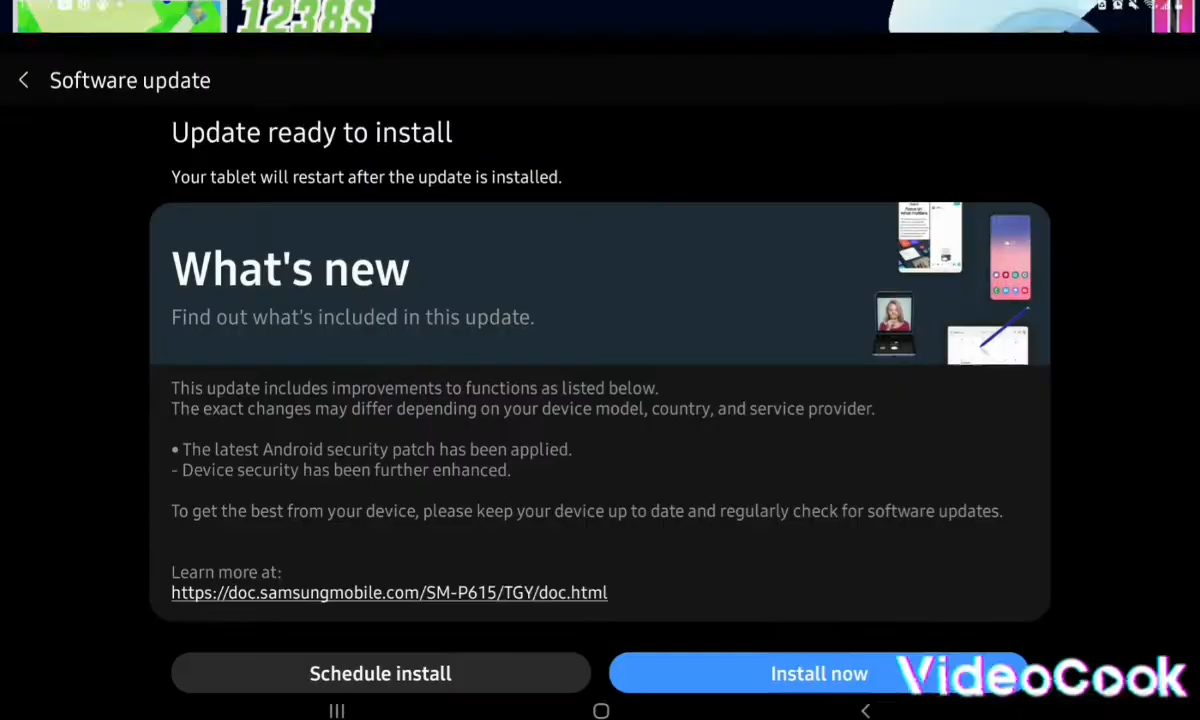 1238S
Software update
Update ready to install
Your tablet will restart after the update is installed.
What's new
Find out what's included in this update.
This update includes improvements to functions as listed below.
The exact changes may differ depending on your device model, country, and service provider.
• The latest Android security patch has been applied.
- Device security has been further enhanced.
To get the best from your device, please keep your device up to date and regularly check for software updates.
Learn more at:
https://doc.samsungmobile.com/SM-P615/TGY/doc.html
Schedule install
Install now
VideoCook